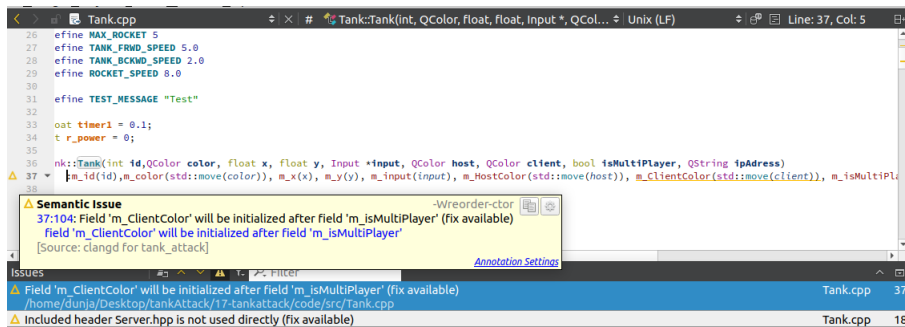 Tank.cpp # Tank::Tank(int, QColor, float, float, Input *, QCol... Unix (LF) Line: 37, Col: 5
26 efine MAX_ROCKET 5
27 efine TANK_FRWD_SPEED 5.0
28 efine TANK_BCKWD_SPEED 2.0
29 efine ROCKET_SPEED 8.0
30
31 efine TEST_MESSAGE "Test"
32
33 oat timer1 = 0.1;
34 t r_power = 0;
35
36 nk::Tank(int id,QColor color, float x, float y, Input *input, QColor host, QColor client, bool isMultiPlayer, QString ipAdress)
37 :m_id(id),m_color(std::move(color)), m_x(x), m_y(y), m_input(input), m_HostColor(std::move(host)), m_ClientColor(std::move(client)), m_isMultiPla
38
Semantic Issue -Wreorder-ctor
37:104: Field 'm_ClientColor' will be initialized after field 'm_isMultiPlayer' (fix available)
field 'm_ClientColor' will be initialized after field 'm_isMultiPlayer'
[Source: clangd for tank_attack]
Annotation Settings
Issues Filter
Field 'm_ClientColor' will be initialized after field 'm_isMultiPlayer' (fix available) Tank.cpp 37
/home/dunja/Desktop/tankAttack/17-tankattack/code/src/Tank.cpp
Included header Server.hpp is not used directly (fix available) Tank.cpp 18